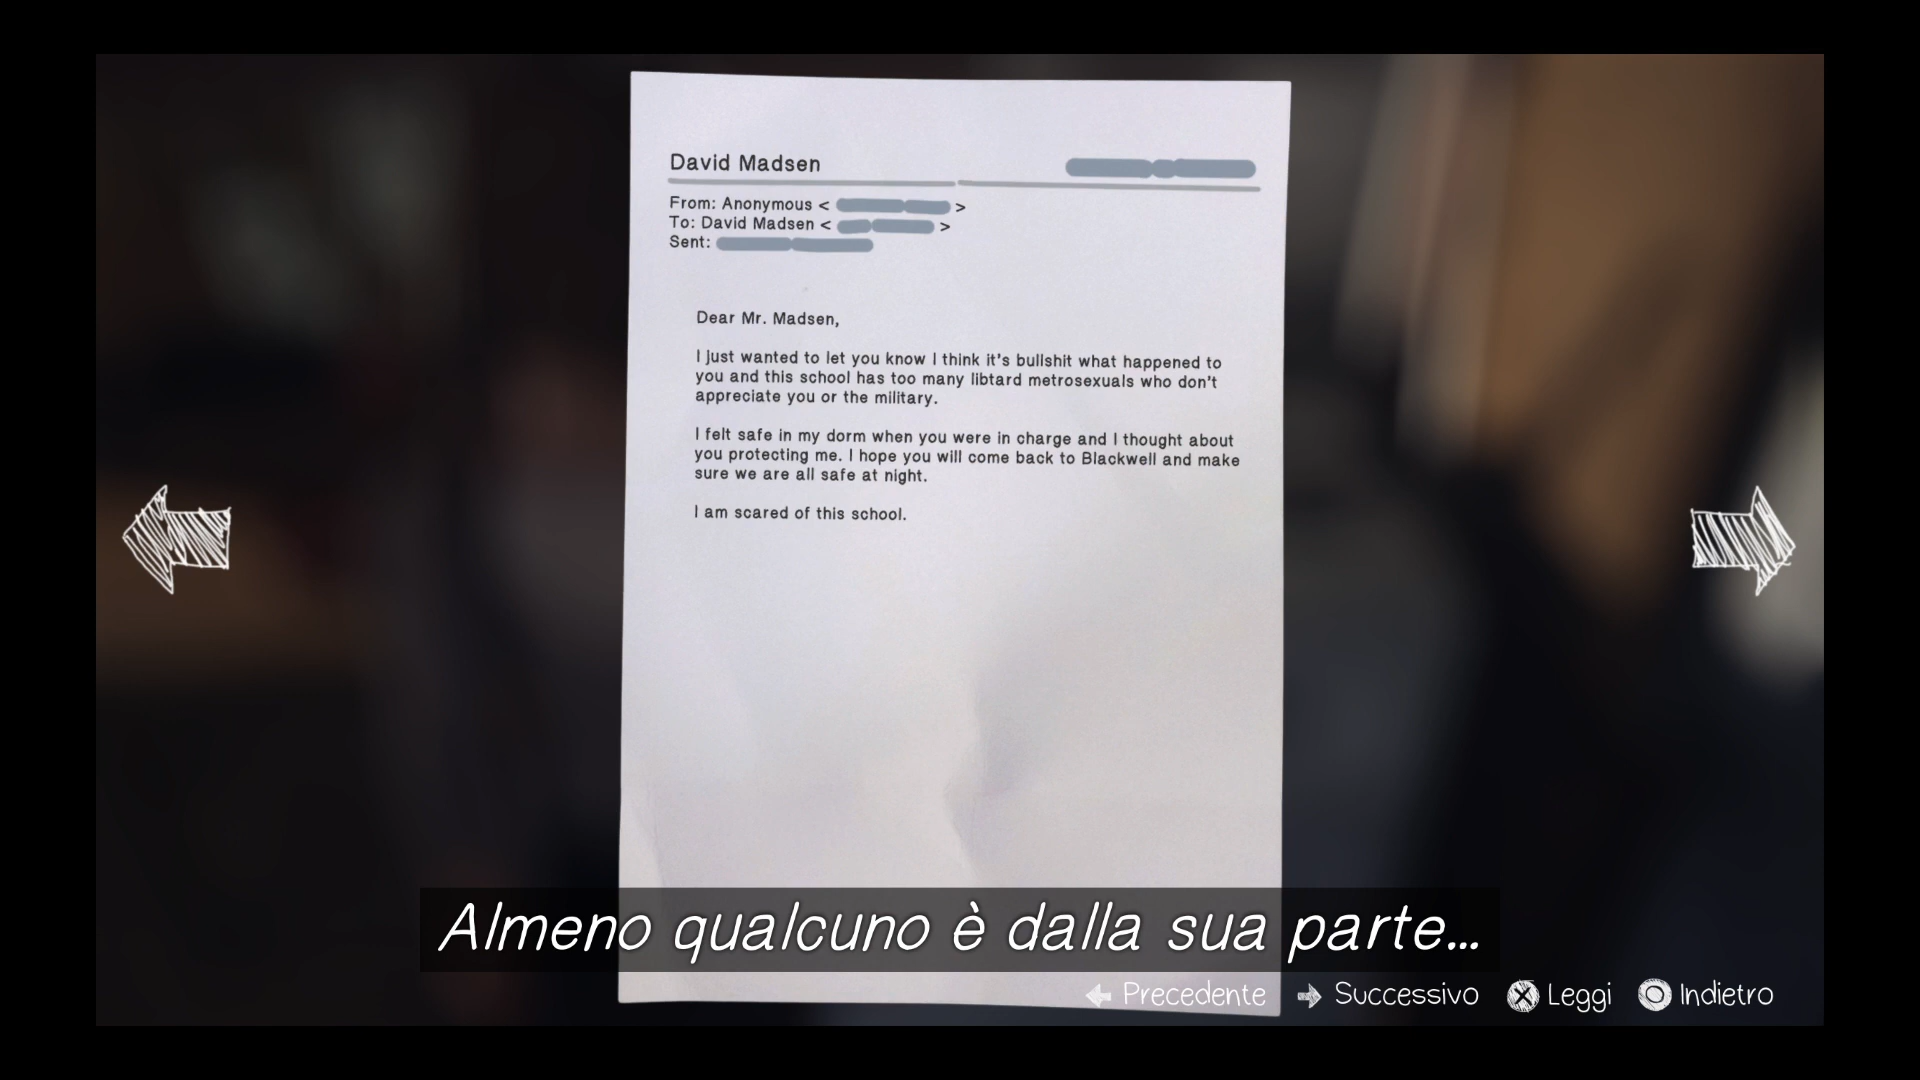 David Madsen
From: Anonymous < >
To: David Madsen < >
Sent:
Dear Mr. Madsen,
I just wanted to let you know I think it's bullshit what happened to
you and this school has too many libtard metrosexuals who don't
appreciate you or the military.
I felt safe in my dorm when you were in charge and I thought about
you protecting me. I hope you will come back to Blackwell and make
sure we are all safe at night.
I am scared of this school.
Almeno qualcuno è dalla sua parte...
Precedente Successivo Leggi Indietro